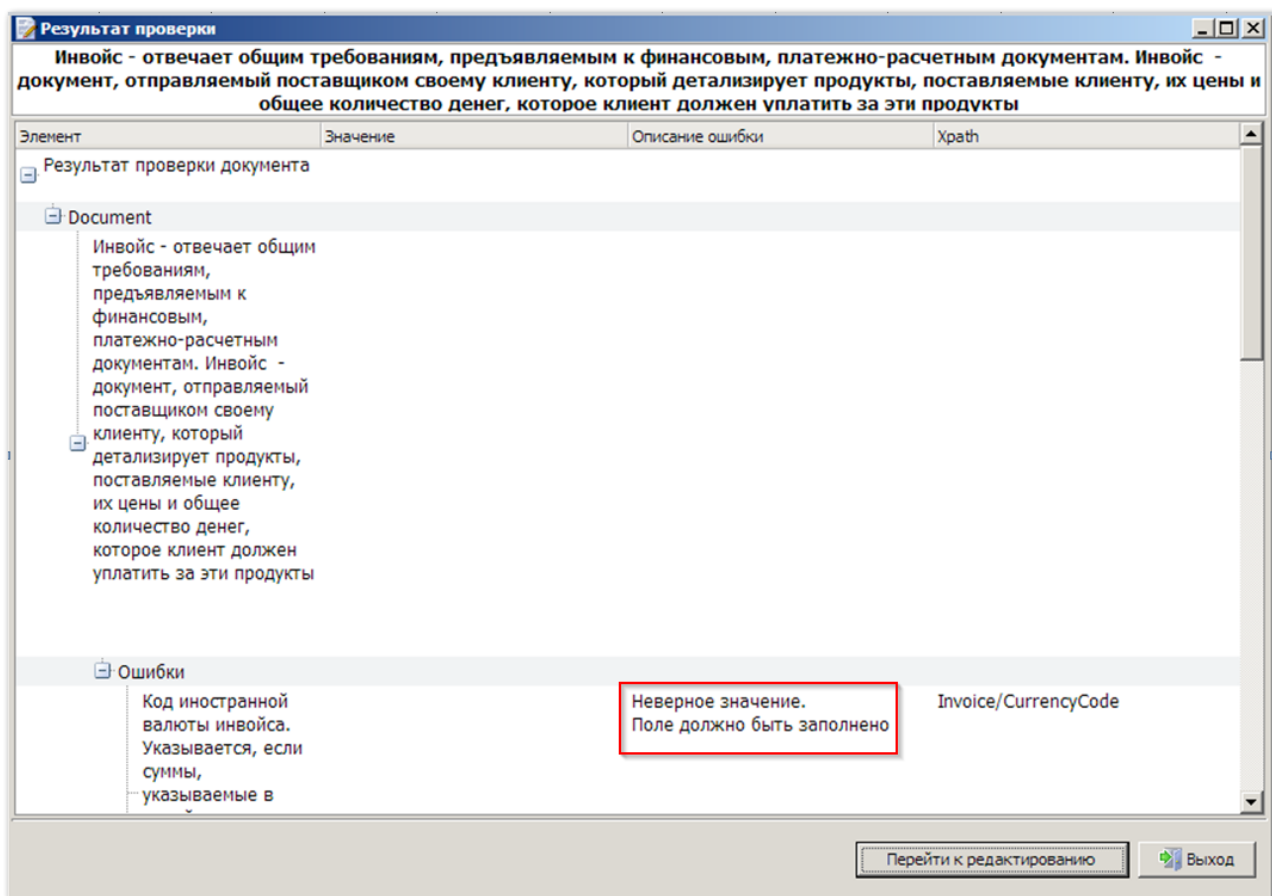 Результат проверки
Инвойс - отвечает общим требованиям, предъявляемым к финансовым, платежно-расчетным документам. Инвойс -
документ, отправляемый поставщиком своему клиенту, который детализирует продукты, поставляемые клиенту, их цены и
общее количество денег, которое клиент должен уплатить за эти продукты
Элемент Значение Описание ошибки Xpath
Результат проверки документа
Document
Инвойс - отвечает общим
требованиям,
предъявляемым к
финансовым,
платежно-расчетным
документам. Инвойс -
документ, отправляемый
поставщиком своему
клиенту, который
детализирует продукты,
поставляемые клиенту,
их цены и общее
количество денег,
которое клиент должен
уплатить за эти продукты
Ошибки
Код иностранной Неверное значение. Invoice/CurrencyCode
валюты инвойса. Поле должно быть заполнено
Указывается, если
суммы,
указываемые в
Перейти к редактированию Выход